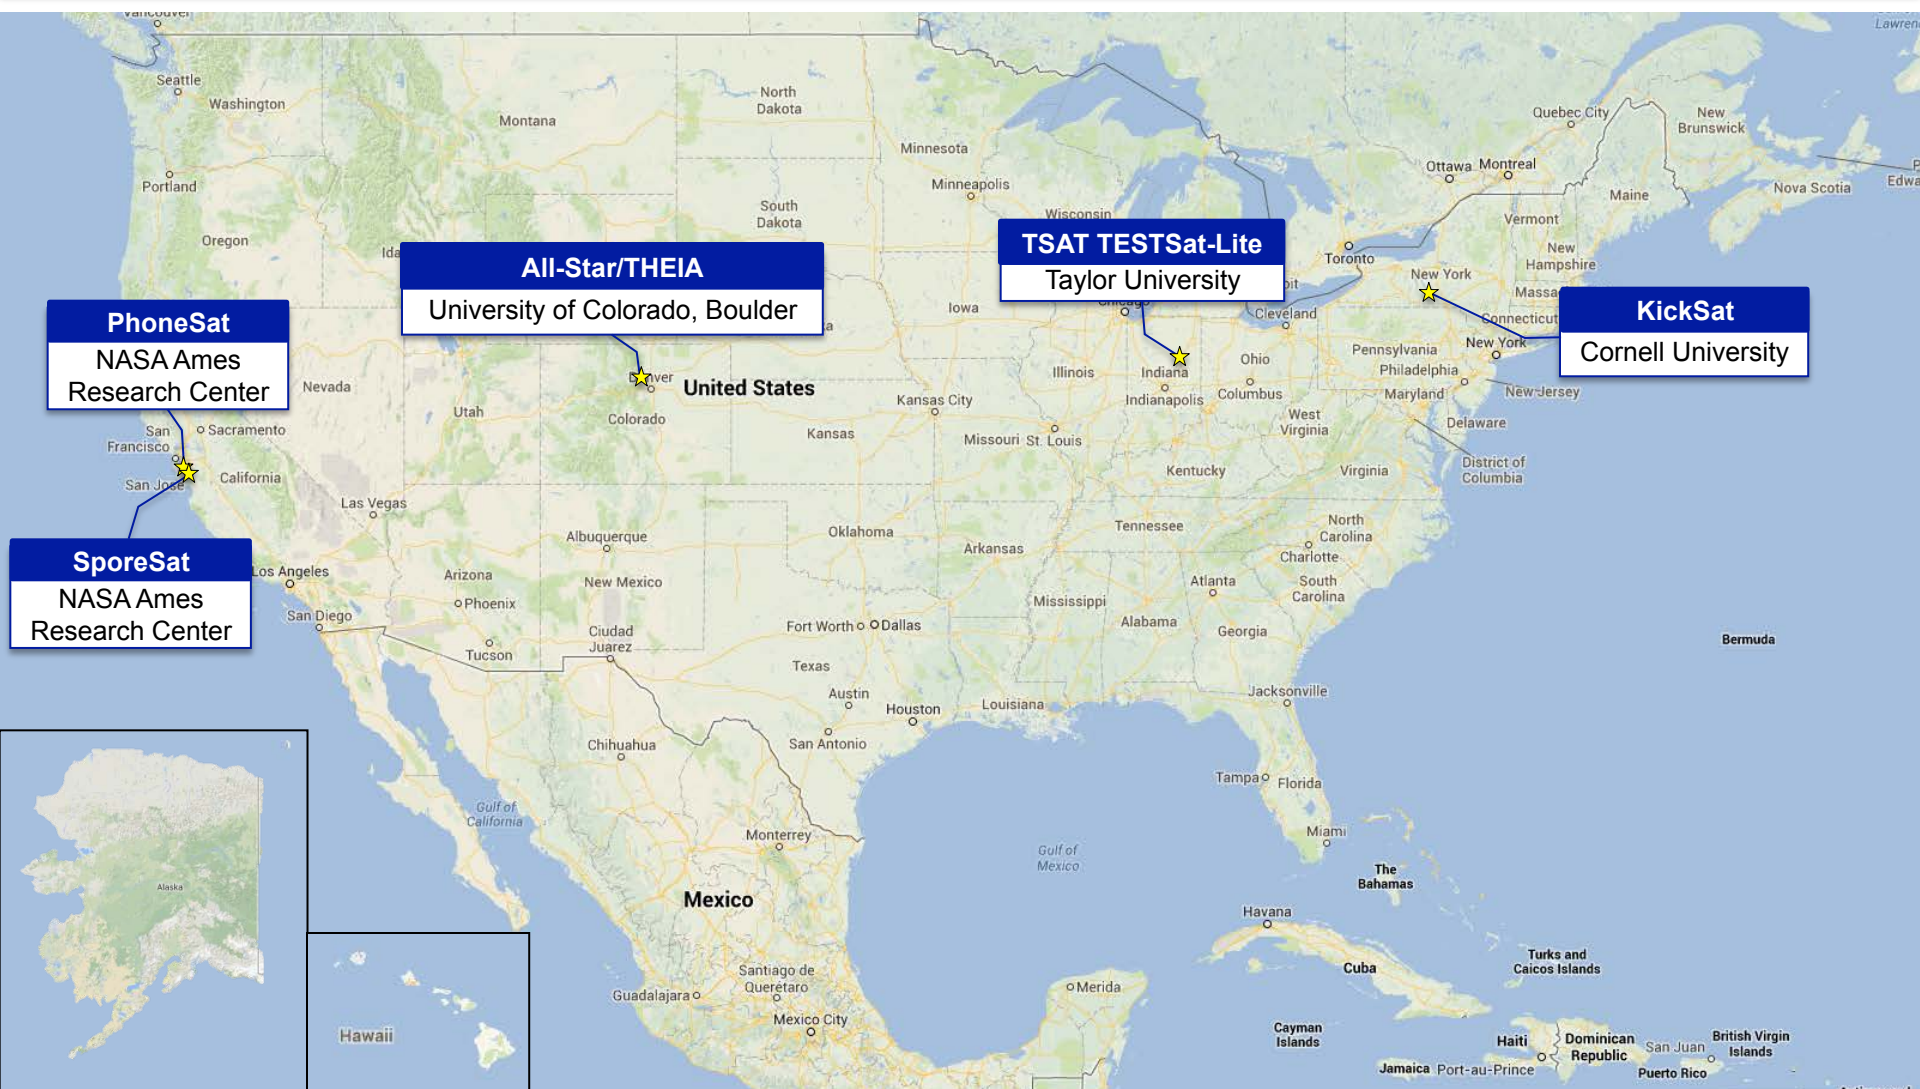 Vancouver
Lawren
Seattle
Washington
Montana
North
Dakota
Minnesota
Quebec City
New
Brunswick
Portland
Minneapolis
Ottawa
Montreal
Maine
Nova Scotia
Edwa
South
Dakota
Wisconsin
Vermont
Oregon
Ida
Toronto
New York
New
Hampshire
Massa
Connecticut
All-Star/THEIA
University of Colorado, Boulder
TSAT TESTSat-Lite
Taylor University
KickSat
Cornell University
PhoneSat
NASA Ames
Research Center
Iowa
Chicago
oit
Cleveland
Nevada
Denver
United States
Illinois
Indiana
Ohio
Pennsylvania
New York
Philadelphia
Utah
Colorado
Kansas City
Indianapolis
Columbus
Maryland
New Jersey
San
Francisco
Sacramento
Kansas
Missouri
St. Louis
West
Virginia
Delaware
San Jose
California
Kentucky
Virginia
District of
Columbia
Las Vegas
Albuquerque
Oklahoma
Tennessee
North
Carolina
Arkansas
Charlotte
SporeSat
NASA Ames
Research Center
Los Angeles
Arizona
New Mexico
Atlanta
South
Carolina
Phoenix
Mississippi
San Diego
Ciudad
Juarez
Fort Worth
Dallas
Alabama
Georgia
Bermuda
Tucson
Texas
Austin
Houston
Louisiana
Jacksonville
Chihuahua
San Antonio
Tampa
Florida
Gulf of
California
Monterrey
Miami
Gulf of
Mexico
The
Bahamas
Alaska
Mexico
Havana
Turks and
Caicos Islands
Santiago de
Querétaro
Cuba
Guadalajara
Merida
Mexico City
Hawaii
Cayman
Islands
Haiti
Dominican
Republic
San Juan
British Virgin
Islands
Jamaica
Port-au-Prince
Puerto Rico